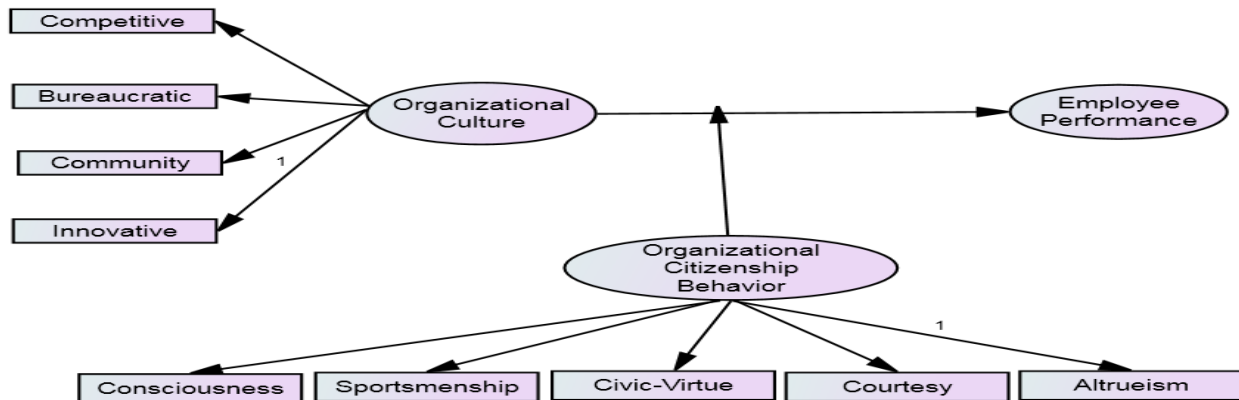 Competitive
Bureaucratic
Community
1
Innovative
Organizational
Culture
Employee
Performance
Organizational
Citizenship
Behavior
1
Consciousness
Sportsmenship
Civic-Virtue
Courtesy
Altrueism